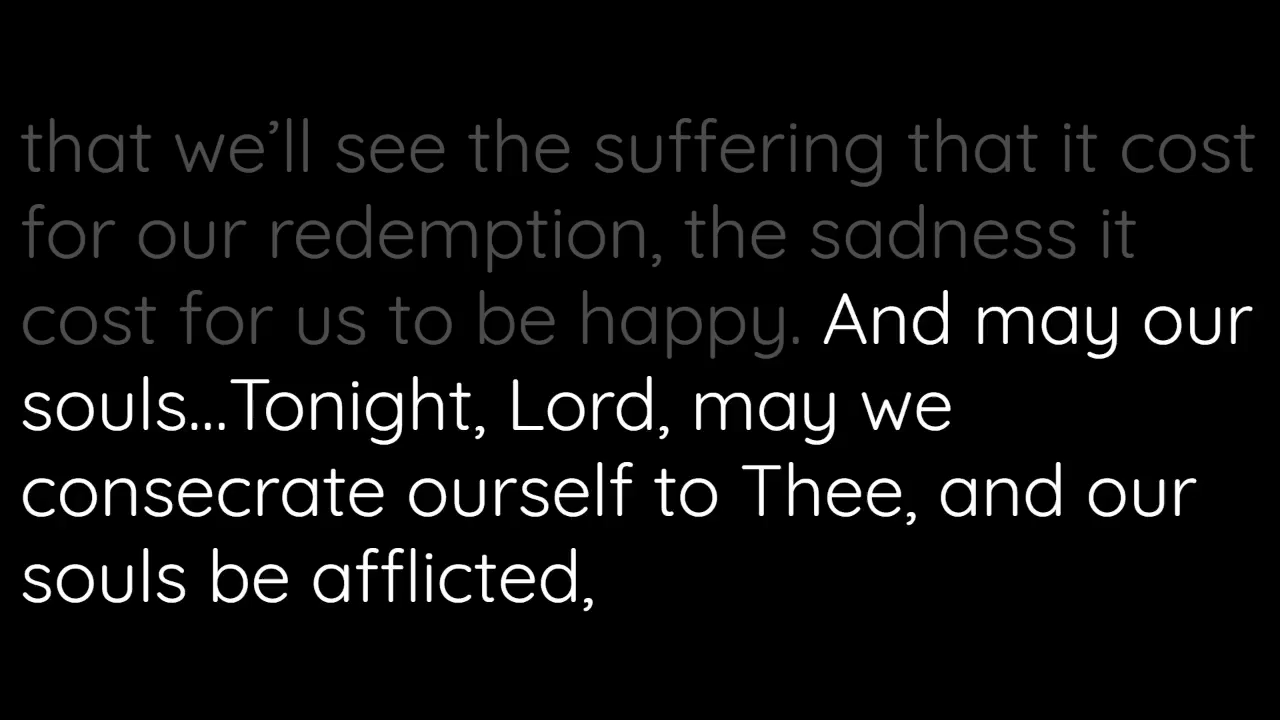 that we’ll see the suffering that it cost
for our redemption, the sadness it
cost for us to be happy. And may our
souls...Tonight, Lord, may we
consecrate ourself to Thee, and our
souls be afflicted,